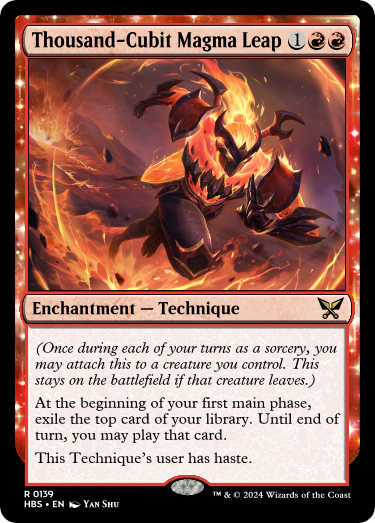 Thousand-Cubit Magma Leap 1
Enchantment — Technique
(Once during each of your turns as a sorcery, you
may attach this to a creature you control. This
stays on the battlefield if that creature leaves.)
At the beginning of your first main phase,
exile the top card of your library. Until end of
turn, you may play that card.
This Technique's user has haste.
R 0139
HBS • EN Yan Shu
™ & © 2024 Wizards of the Coast